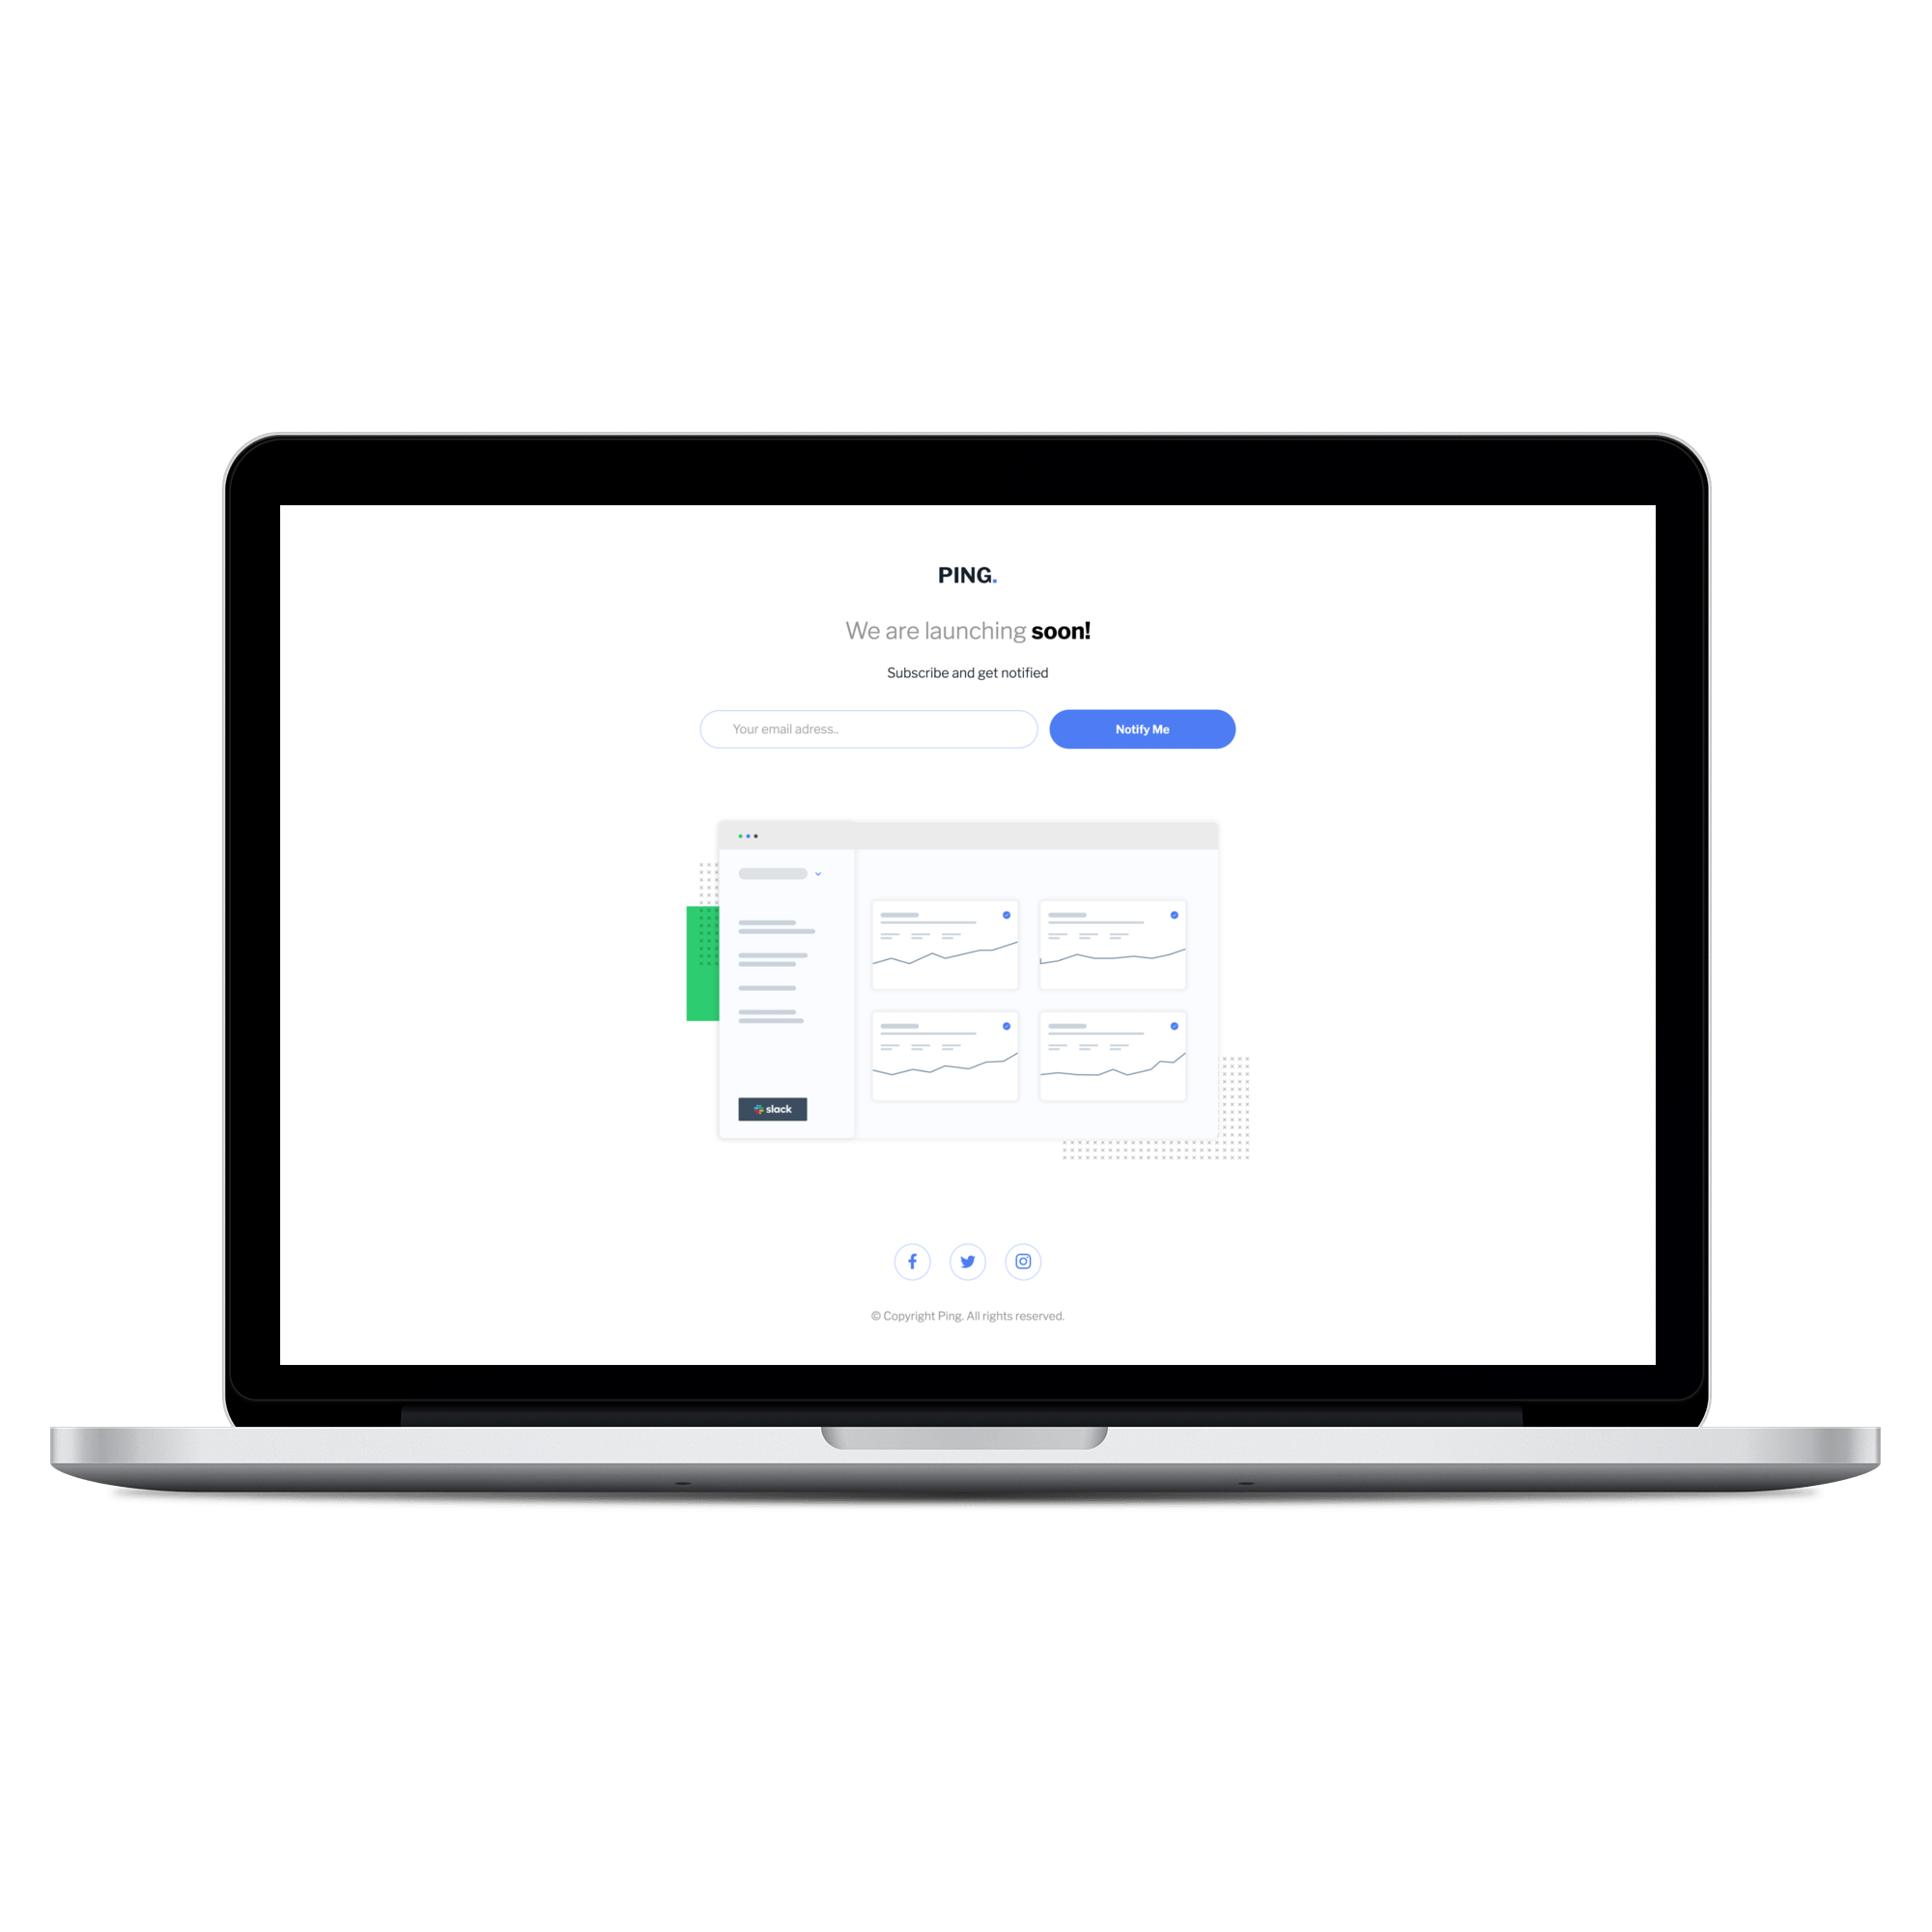 PING.
We are launching soon!
Subscribe and get notified
Your email adress..
Notify Me
slack
© Copyright Ping. All rights reserved.